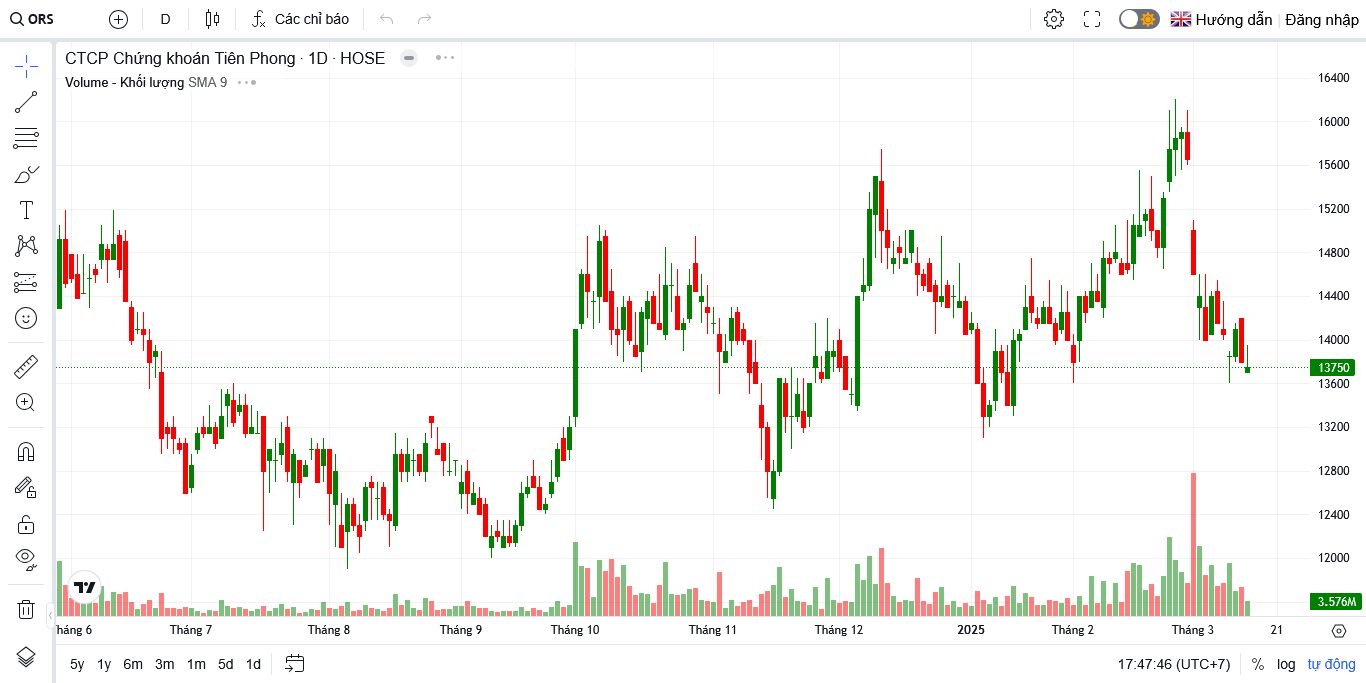 ORS D Các chỉ báo Hướng dẫn Đăng nhập
CTCP Chứng khoán Tiên Phong · 1D · HOSE
Volume - Khối lượng SMA 9
16400
16000
15600
15200
14800
14400
14000
13750
13600
13200
12800
12400
12000
3.576M
háng 6 Tháng 7 Tháng 8 Tháng 9 Tháng 10 Tháng 11 Tháng 12 2025 Tháng 2 Tháng 3 21
5y 1y 6m 3m 1m 5d 1d 17:47:46 (UTC+7) % log tự động